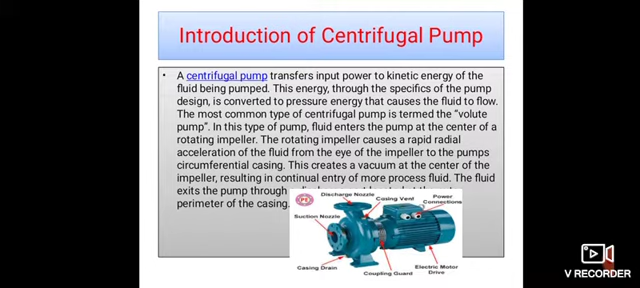 Introduction of Centrifugal Pump
• A centrifugal pump transfers input power to kinetic energy of the
fluid being pumped. This energy, through the specifics of the pump
design, is converted to pressure energy that causes the fluid to flow.
The most common type of centrifugal pump is termed the "volute
pump". In this type of pump, fluid enters the pump at the center of a
rotating impeller. The rotating impeller causes a rapid radial
acceleration of the fluid from the eye of the impeller to the pumps
circumferential casing. This creates a vacuum at the center of the
impeller, resulting in continual entry of more process fluid. The fluid
exits the pump through
perimeter of the casing.
Discharge Nozzle
Casing Vent
Power
Connections
Suction Nozzle
Casing Drain
Coupling Guard
Electric Motor
Drive
V RECORDER